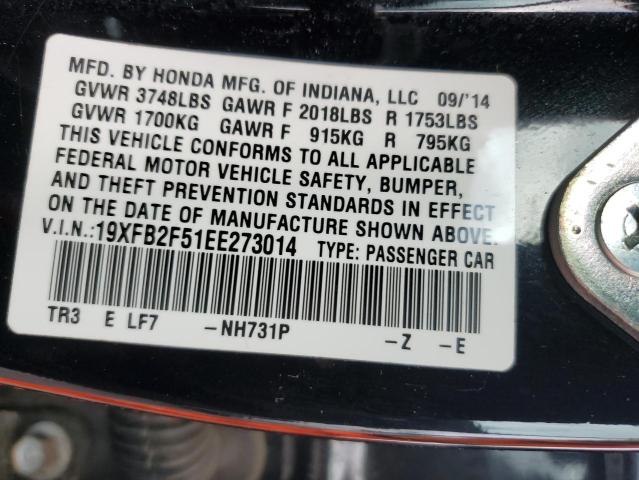 MFD. BY HONDA MFG. OF INDIANA, LLC 09/'14
GVWR 3748LBS GAWR F 2018LBS R 1753LBS
GVWR 1700KG GAWR F 915KG R 795KG
THIS VEHICLE CONFORMS TO ALL APPLICABLE
FEDERAL MOTOR VEHICLE SAFETY, BUMPER,
AND THEFT PREVENTION STANDARDS IN EFFECT
ON THE DATE OF MANUFACTURE SHOWN ABOVE.
V.I.N.:19XFB2F51EE273014 TYPE: PASSENGER CAR
TR3 E LF7 -NH731P -Z -E